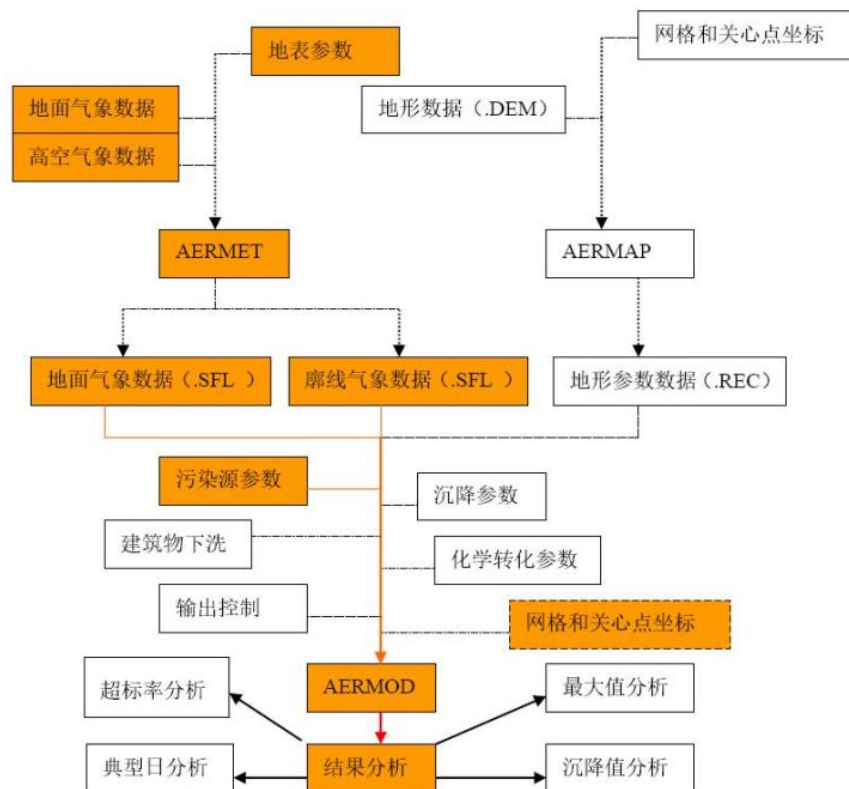 网格和关心点坐标
地表参数
地面气象数据
地形数据（.DEM）
高空气象数据
AERMET
AERMAP
地面气象数据（.SFL ）
廓线气象数据（.SFL ）
地形参数数据（.REC）
污染源参数
沉降参数
建筑物下洗
化学转化参数
输出控制
网格和关心点坐标
超标率分析
AERMOD
最大值分析
典型日分析
结果分析
沉降值分析